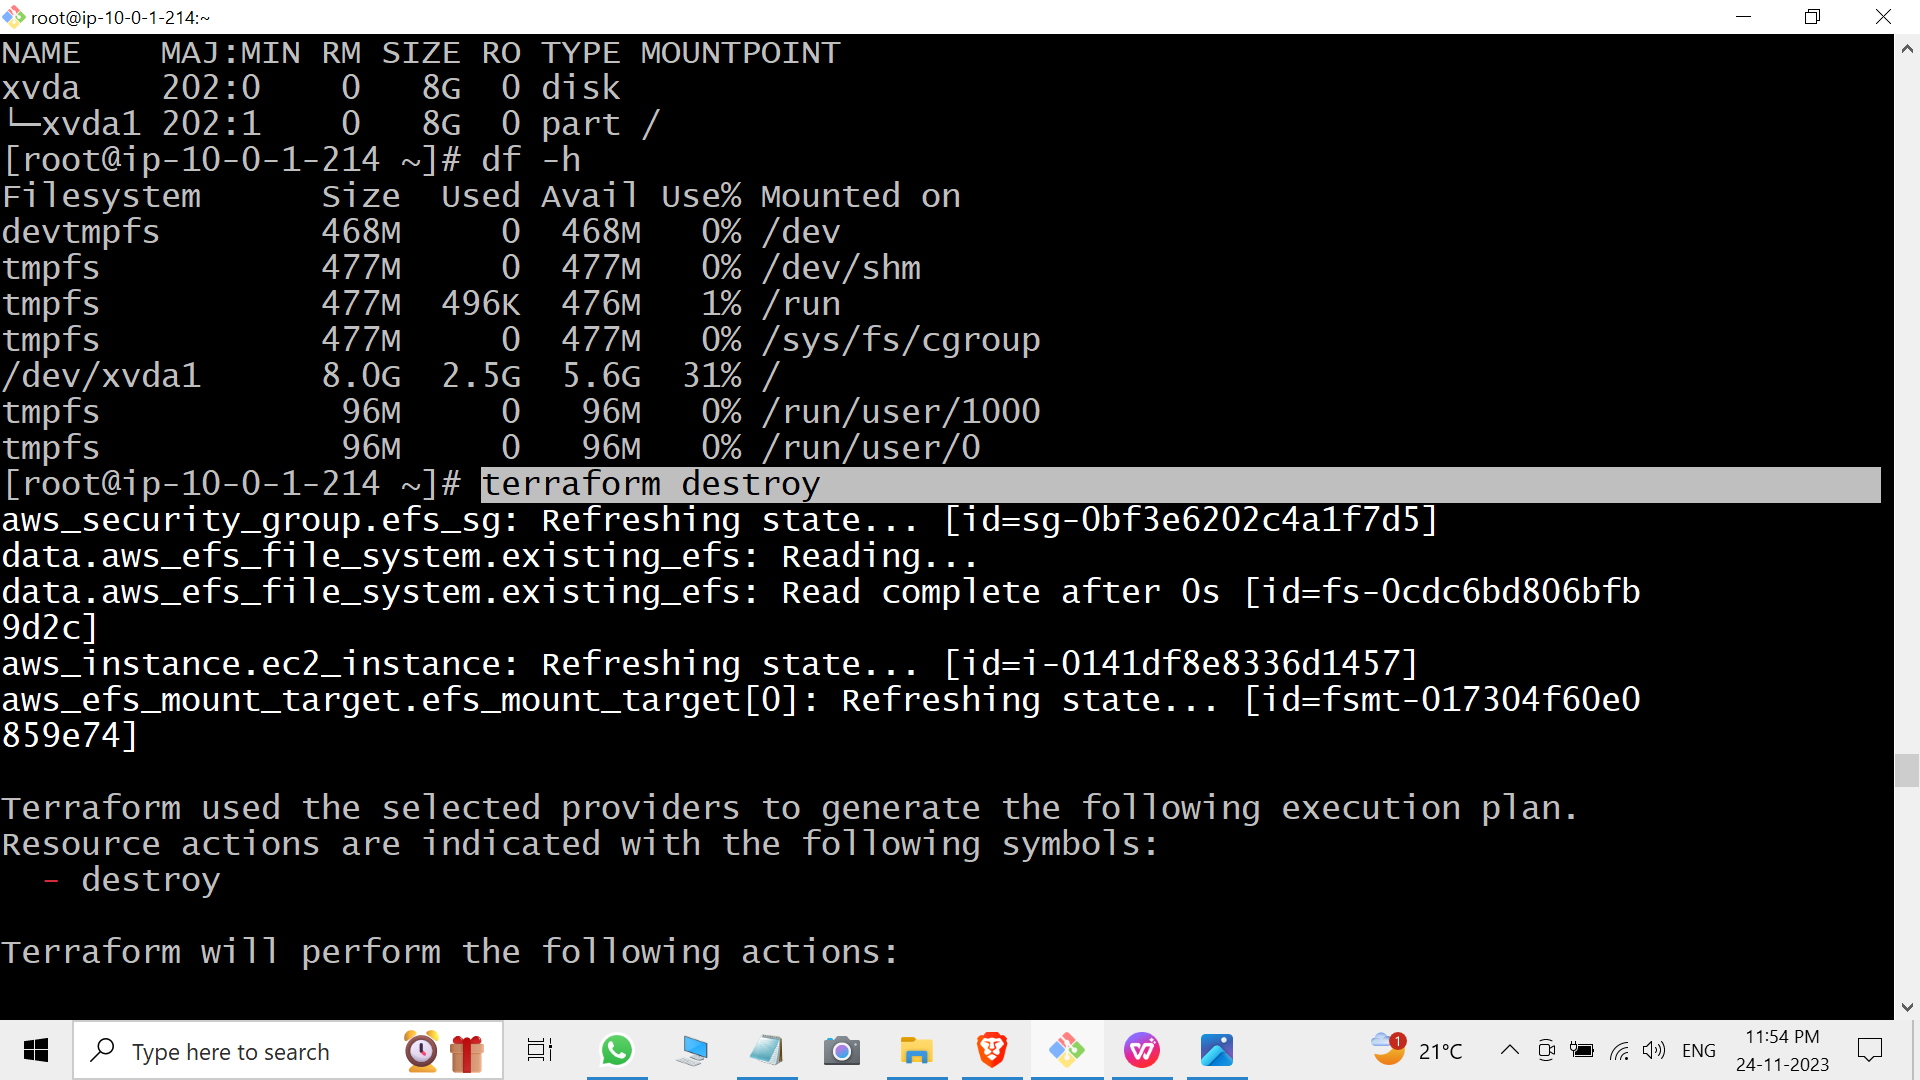 root@ip-10-0-1-214:~
NAME    MAJ:MIN RM SIZE RO TYPE MOUNTPOINT
xvda    202:0    0   8G  0 disk
└─xvda1 202:1    0   8G  0 part /
[root@ip-10-0-1-214 ~]# df -h
Filesystem      Size  Used Avail Use% Mounted on
devtmpfs        468M     0  468M   0% /dev
tmpfs           477M     0  477M   0% /dev/shm
tmpfs           477M  496K  476M   1% /run
tmpfs           477M     0  477M   0% /sys/fs/cgroup
/dev/xvda1      8.0G  2.5G  5.6G  31% /
tmpfs            96M     0   96M   0% /run/user/1000
tmpfs            96M     0   96M   0% /run/user/0
[root@ip-10-0-1-214 ~]# terraform destroy
aws_security_group.efs_sg: Refreshing state... [id=sg-0bf3e6202c4a1f7d5]
data.aws_efs_file_system.existing_efs: Reading...
data.aws_efs_file_system.existing_efs: Read complete after 0s [id=fs-0cdc6bd806bfb
9d2c]
aws_instance.ec2_instance: Refreshing state... [id=i-0141df8e8336d1457]
aws_efs_mount_target.efs_mount_target[0]: Refreshing state... [id=fsmt-017304f60e0
859e74]
Terraform used the selected providers to generate the following execution plan.
Resource actions are indicated with the following symbols:
  - destroy
Terraform will perform the following actions:
Type here to search
1
21°C
ENG
11:54 PM
24-11-2023